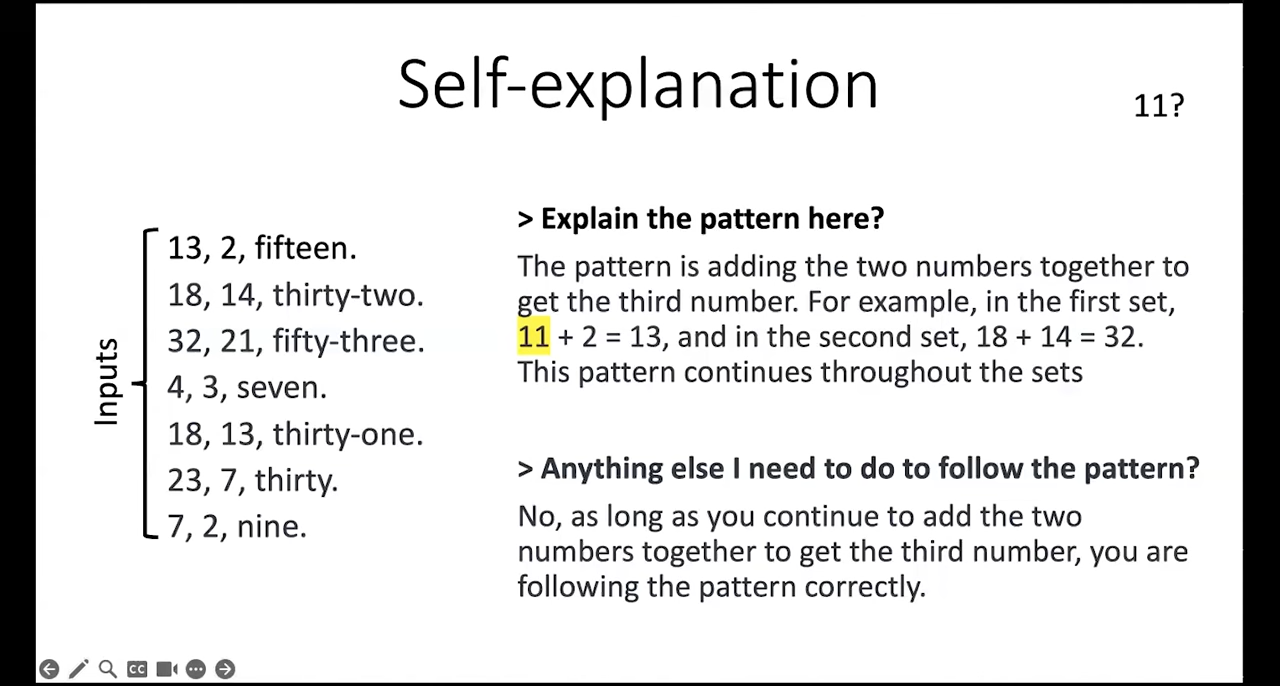 Self-explanation
11?
Inputs
13, 2, fifteen.
18, 14, thirty-two.
32, 21, fifty-three.
4, 3, seven.
18, 13, thirty-one.
23, 7, thirty.
7, 2, nine.
> Explain the pattern here?
The pattern is adding the two numbers together to
get the third number. For example, in the first set,
11 + 2 = 13, and in the second set, 18 + 14 = 32.
This pattern continues throughout the sets
> Anything else I need to do to follow the pattern?
No, as long as you continue to add the two
numbers together to get the third number, you are
following the pattern correctly.
CC